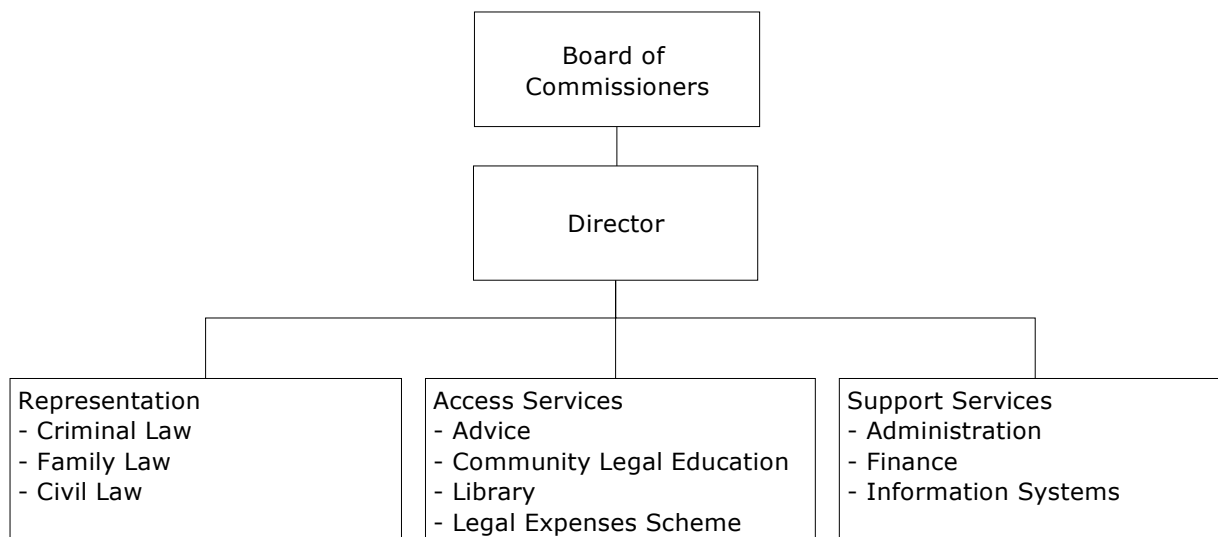 Board of
Commissioners
Director
Representation
- Criminal Law
- Family Law
- Civil Law
Access Services
- Advice
- Community Legal Education
- Library
- Legal Expenses Scheme
Support Services
- Administration
- Finance
- Information Systems